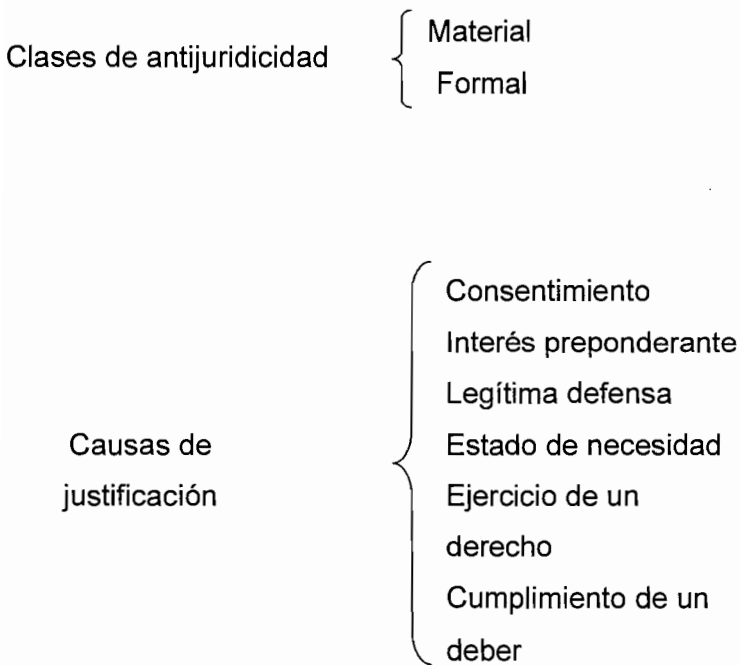 Clases de antijuridicidad
Material
Formal
Causas de
justificación
Consentimiento
Interés preponderante
Legítima defensa
Estado de necesidad
Ejercicio de un
derecho
Cumplimiento de un
deber